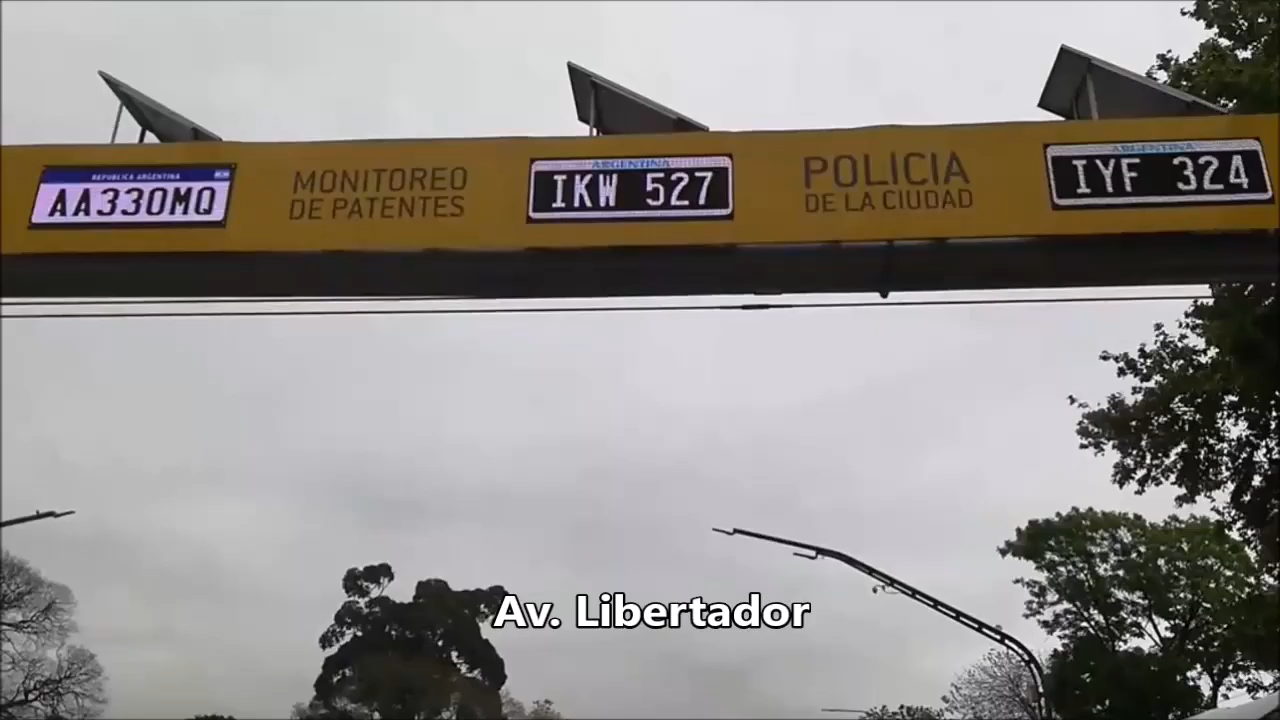 REPUBLICA ARGENTINA
AA330MQ
MONITOREO
DE PATENTES
ARGENTINA
IKW 527
POLICIA
DE LA CIUDAD
ARGENTINA
IYF 324
Av. Libertador